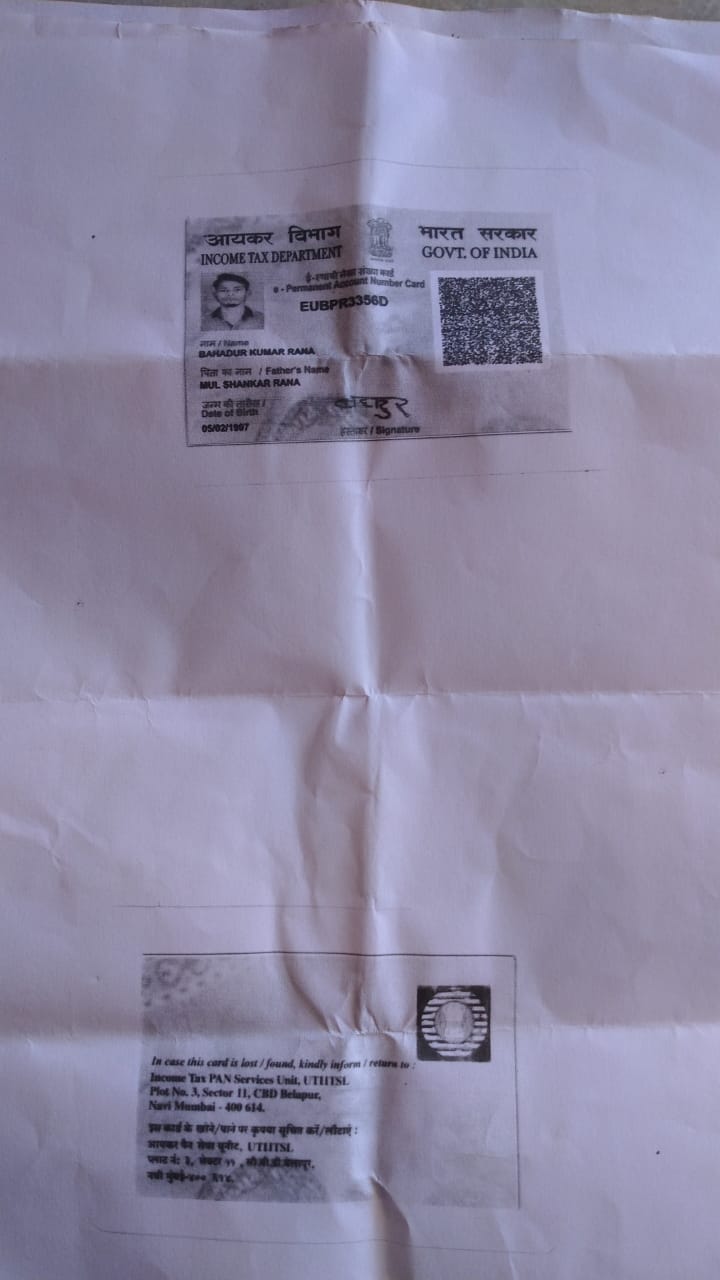 आयकर विभाग
INCOME TAX DEPARTMENT
भारत सरकार
GOVT. OF INDIA
ई-स्थायी लेखा संख्या कार्ड
e - Permanent Account Number Card
EUBPR3356D
नाम / Name
BAHADUR KUMAR RANA
पिता का नाम / Father's Name
MUL SHANKAR RANA
जन्म की तारीख /
Date of Birth
05/02/1997
हस्ताक्षर / Signature
In case this card is lost / found, kindly inform / return to :
Income Tax PAN Services Unit, UTIITSL
Plot No. 3, Sector 11, CBD Belapur,
Navi Mumbai - 400 614.
इस कार्ड के खोने/पाने पर कृपया सूचित करें/लौटाएं :
आयकर पैन सेवा यूनीट, UTIITSL
प्लाट नं: ३, सेक्टर ११ , सी.बी.डी.बेलापूर,
नवी मुंबई-४०० ६१४.